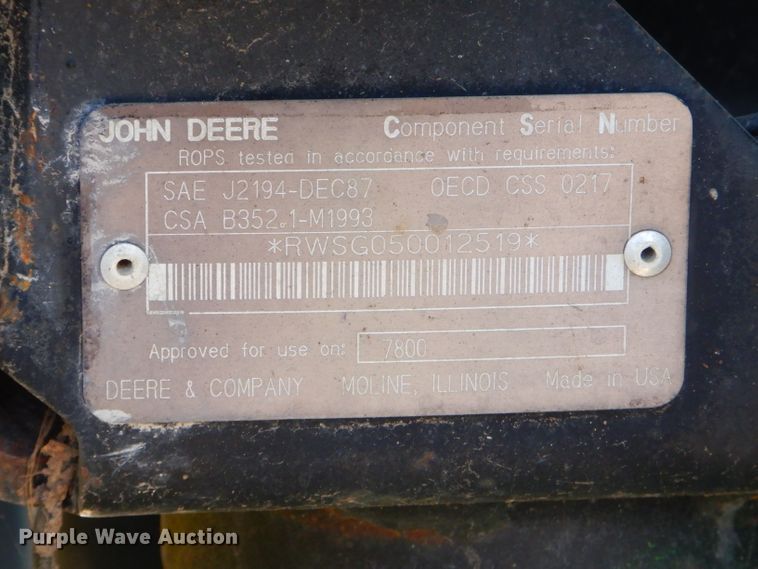 JOHN DEERE Component Serial Number
ROPS tested in accordance with requirements:
SAE J2194-DEC87 OECD CSS 0217
CSA B352.1-M1993
*RWSG050012519*
Approved for use on: 7800
DEERE & COMPANY MOLINE, ILLINOIS Made in USA
Purple Wave Auction